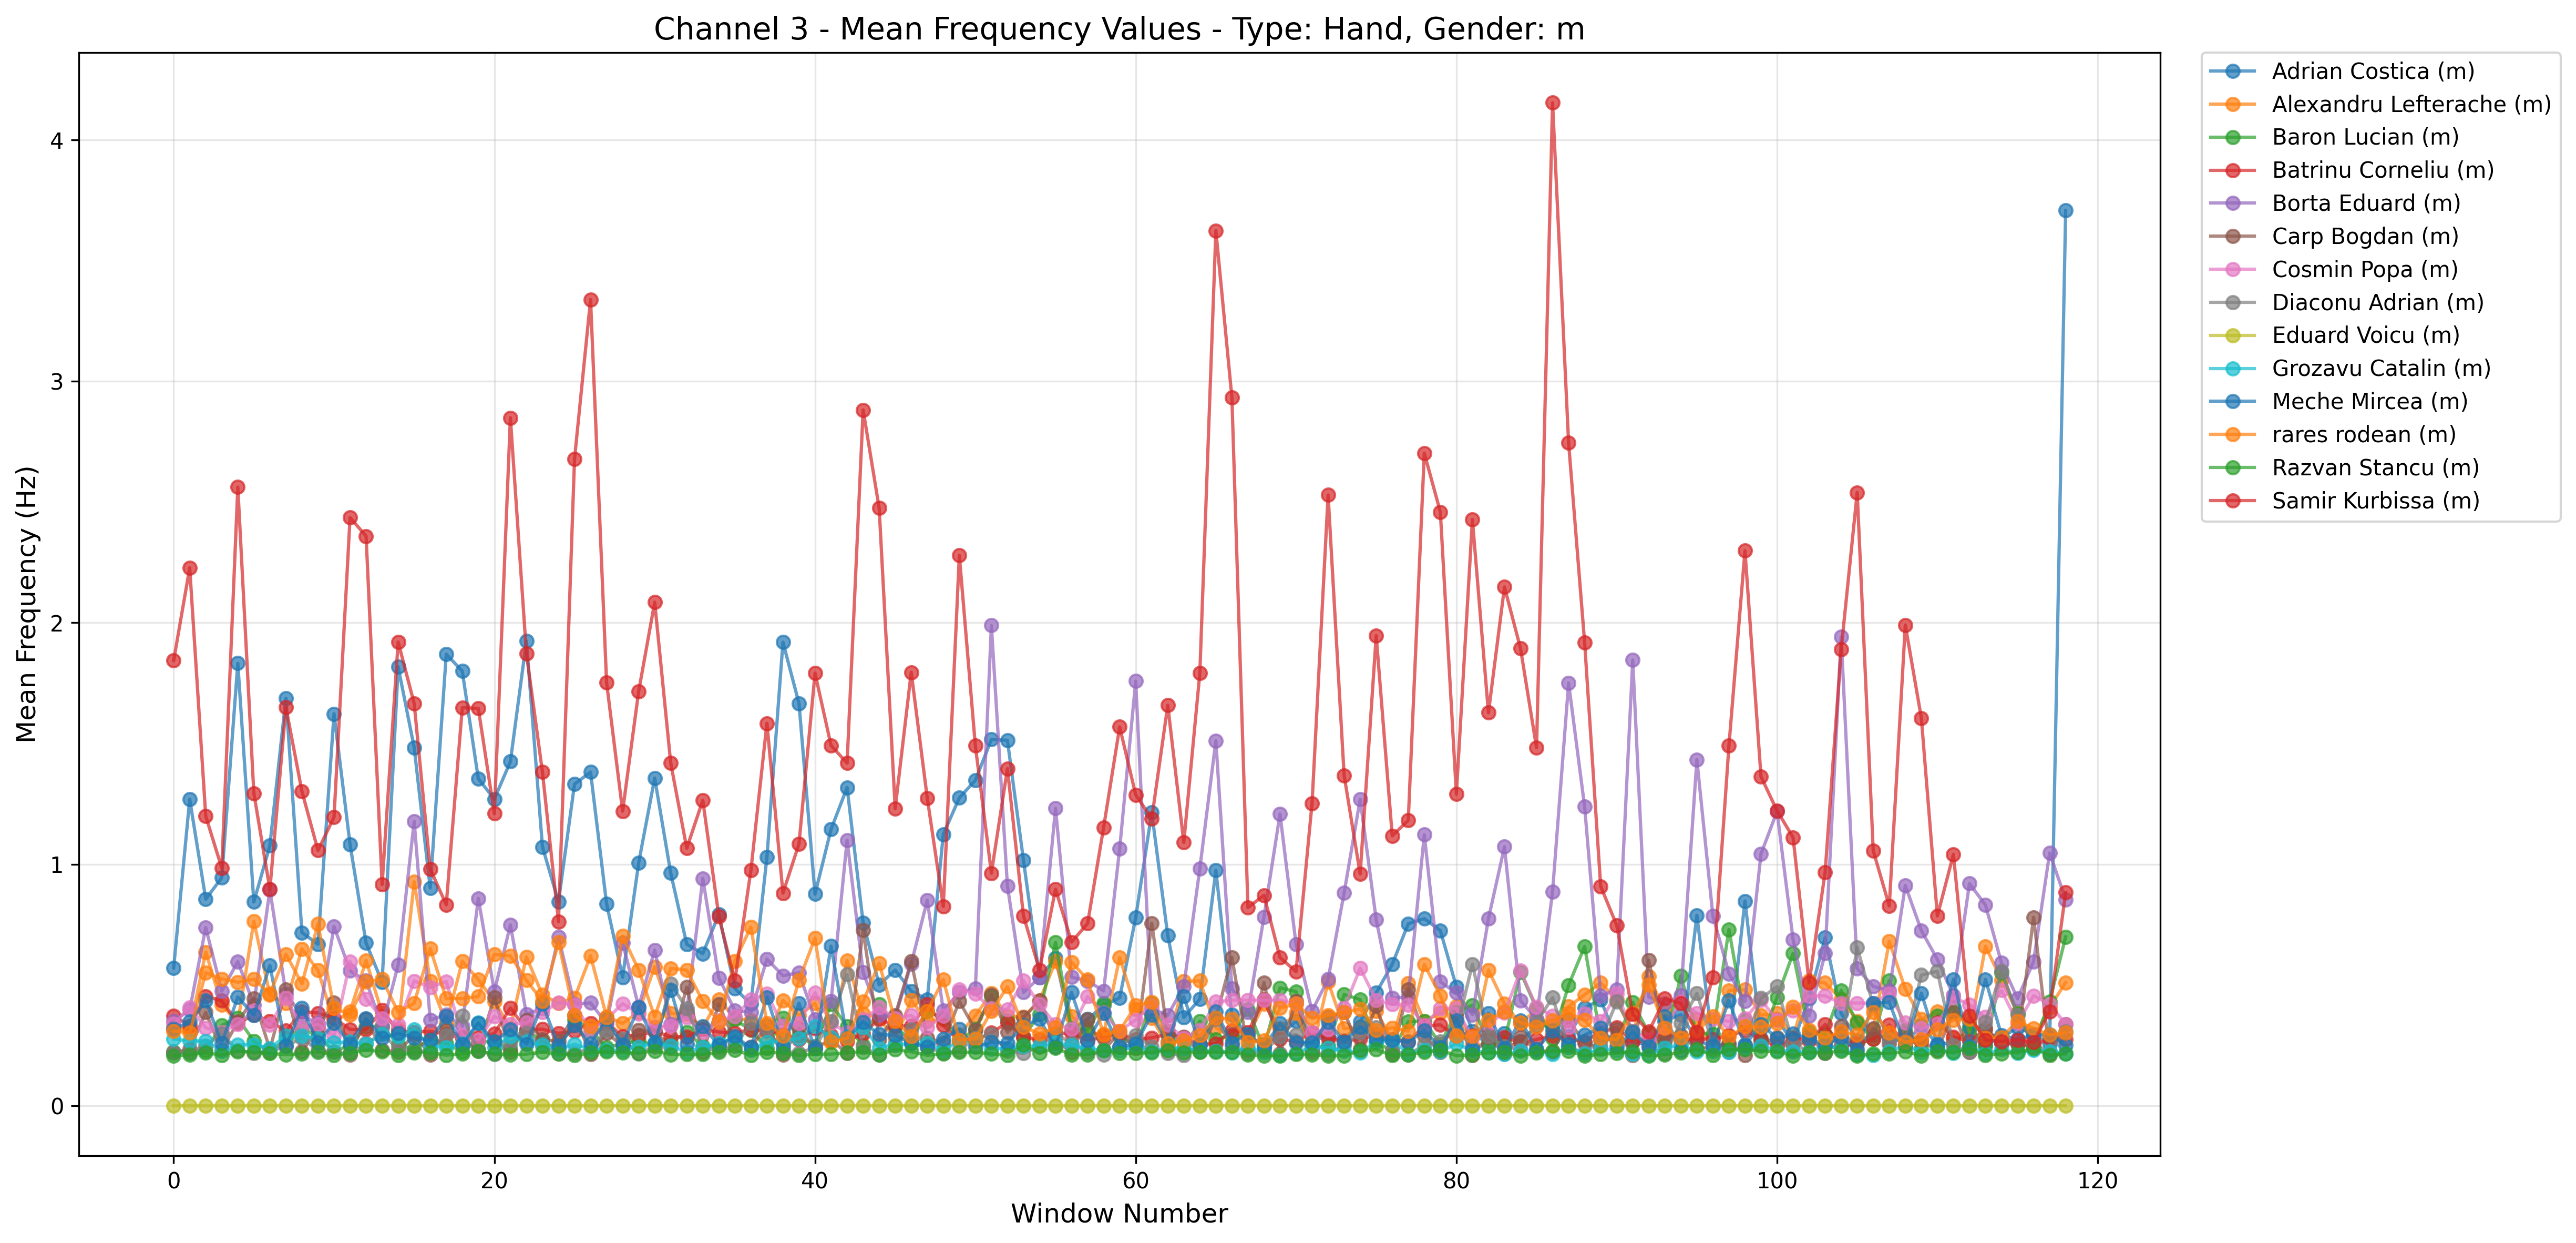 Channel 3 - Mean Frequency Values - Type: Hand, Gender: m
Mean Frequency (Hz)
4
3
2
1
0
0
20
40
60
80
100
120
Window Number
Adrian Costica (m)
Alexandru Lefterache (m)
Baron Lucian (m)
Batrinu Corneliu (m)
Borta Eduard (m)
Carp Bogdan (m)
Cosmin Popa (m)
Diaconu Adrian (m)
Eduard Voicu (m)
Grozavu Catalin (m)
Meche Mircea (m)
rares rodean (m)
Razvan Stancu (m)
Samir Kurbissa (m)